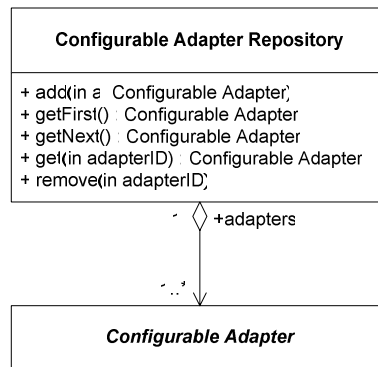 Configurable Adapter Repository
+ add(in a Configurable Adapter)
+ getFirst() : Configurable Adapter
+ getNext() : Configurable Adapter
+ get(in adapterID) : Configurable Adapter
+ remove(in adapterID)
+adapters
Configurable Adapter